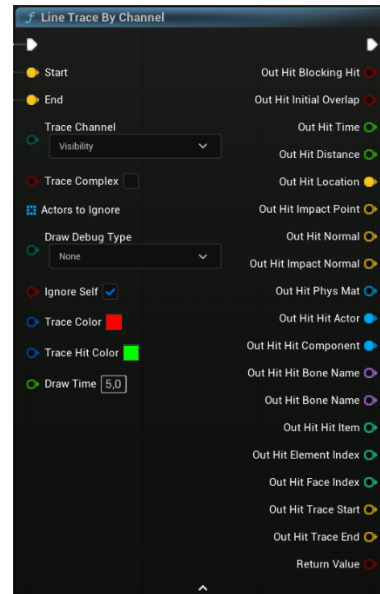 f Line Trace By Channel
Start
Out Hit Blocking Hit
End
Out Hit Initial Overlap
Trace Channel
Out Hit Time
Visibility
Out Hit Distance
Trace Complex
Out Hit Location
Actors to Ignore
Out Hit Impact Point
Draw Debug Type
Out Hit Normal
None
Out Hit Impact Normal
Ignore Self
Out Hit Phys Mat
Trace Color
Out Hit Hit Actor
Trace Hit Color
Out Hit Hit Component
Draw Time 5,0
Out Hit Hit Bone Name
Out Hit Bone Name
Out Hit Hit Item
Out Hit Element Index
Out Hit Face Index
Out Hit Trace Start
Out Hit Trace End
Return Value